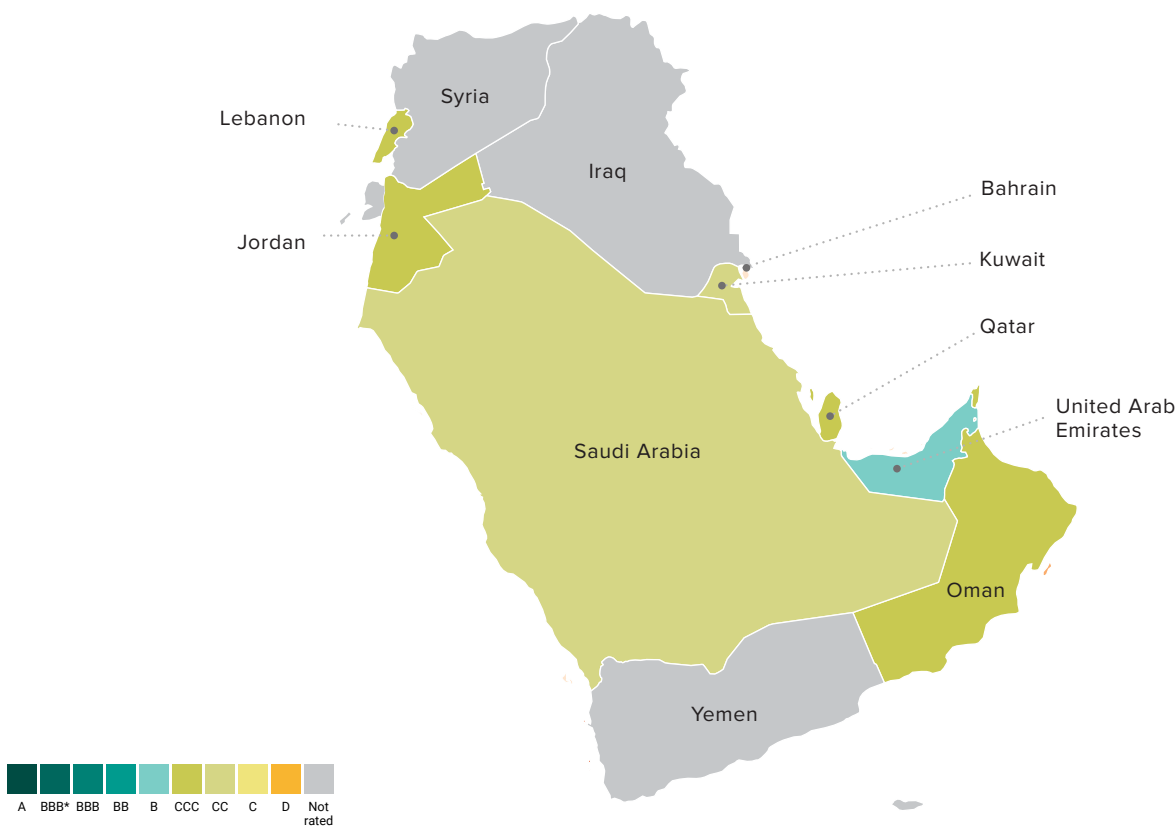 Syria
Lebanon
Iraq
Bahrain
Jordan
Kuwait
Qatar
United Arab
Emirates
Saudi Arabia
Oman
Yemen
A
BBB*
BBB
BB
B
CCC
CC
C
D
Not
rated